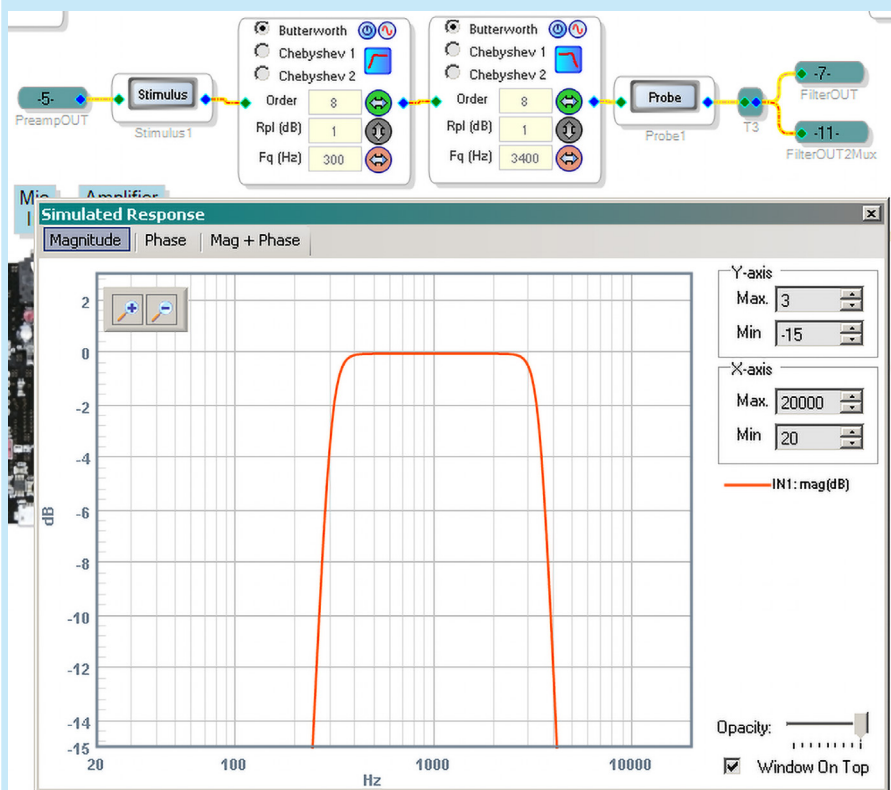 Butterworth
Chebyshev 1
Chebyshev 2
Order 8
Rpl (dB) 1
Fq (Hz) 300
Butterworth
Chebyshev 1
Chebyshev 2
Order 8
Rpl (dB) 1
Fq (Hz) 3400
-5-
PreampOUT
Stimulus
Stimulus1
Probe
Probe1
T3
-7-
FilterOUT
-11-
FilterOUT2Mux
Amplifier
Simulated Response
Magnitude
Phase
Mag + Phase
2
0
-2
-4
-6
-8
-10
-12
-14
-15
dB
20
100
1000
10000
Hz
Y-axis
Max. 3
Min -15
X-axis
Max. 20000
Min 20
IN1: mag(dB)
Opacity:
Window On Top